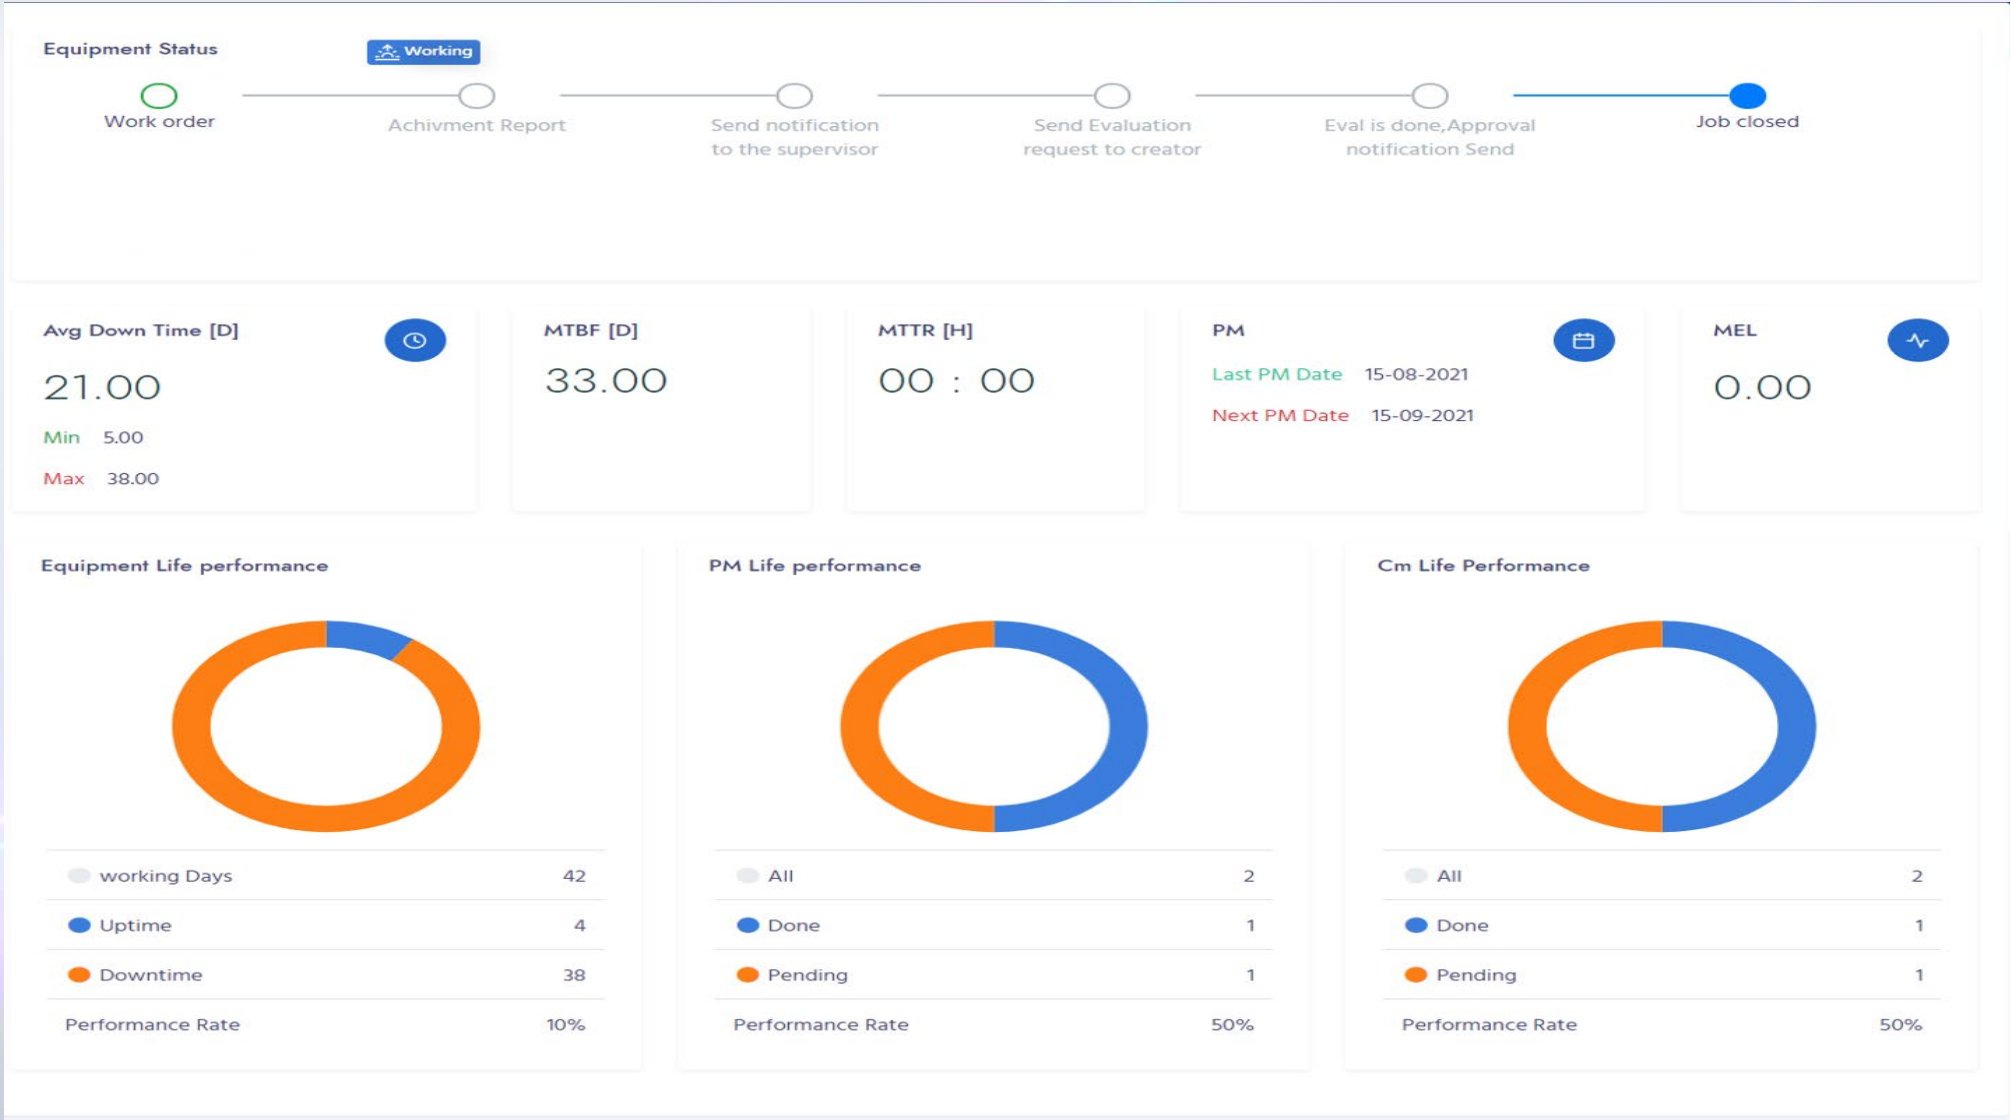 Equipment Status
Working
Work order
Achivment Report
Send notification
to the supervisor
Send Evaluation
request to creator
Eval is done,Approval
notification Send
Job closed
Avg Down Time [D]
21.00
Min 5.00
Max 38.00
MTBF [D]
33.00
MTTR [H]
00 : 00
PM
Last PM Date 15-08-2021
Next PM Date 15-09-2021
MEL
0.00
Equipment Life performance
working Days 42
Uptime 4
Downtime 38
Performance Rate 10%
PM Life performance
All 2
Done 1
Pending 1
Performance Rate 50%
Cm Life Performance
All 2
Done 1
Pending 1
Performance Rate 50%